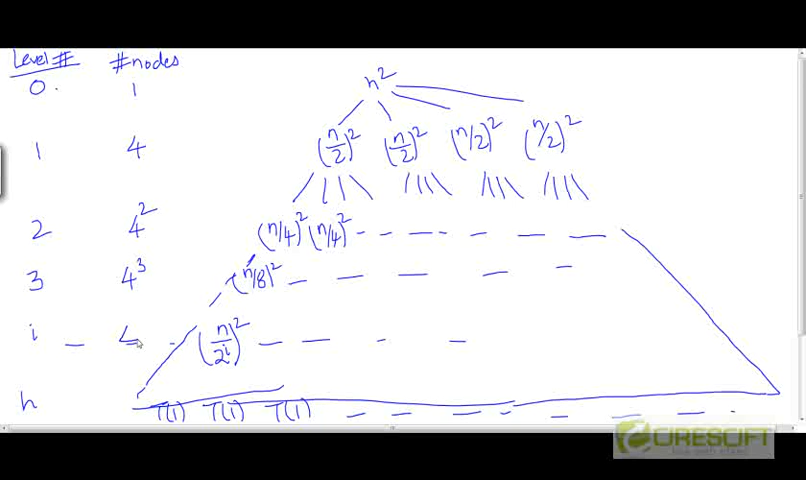 Level# #nodes
0. 1 n²
1 4 (n/2)² (n/2)² (n/2)² (n/2)²
2 4² (n/4)² (n/4)²
3 4³ (n/8)²
i (n/2ⁱ)²
h T(1) T(1) T(1)